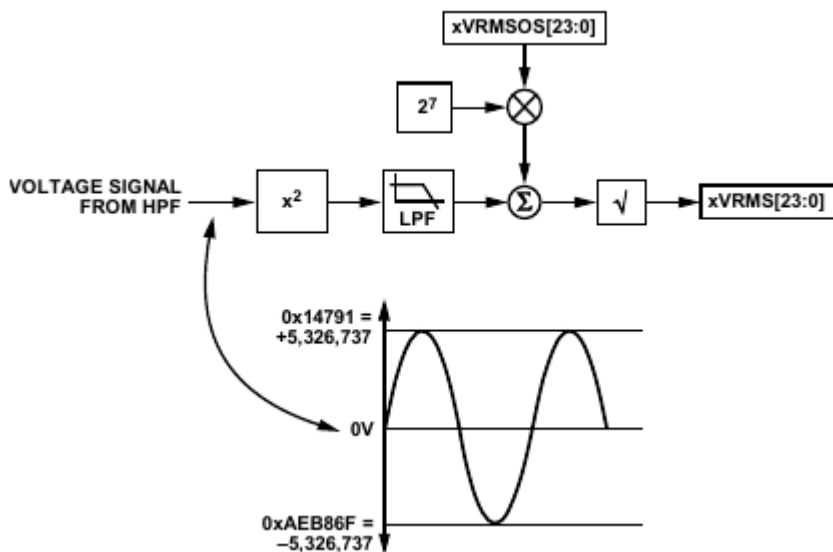 xVRMSOS[23:0]
2⁷
VOLTAGE SIGNAL
FROM HPF
x²
LPF
Σ
√
xVRMS[23:0]
0x14791 =
+5,326,737
0V
0xAEB86F =
–5,326,737